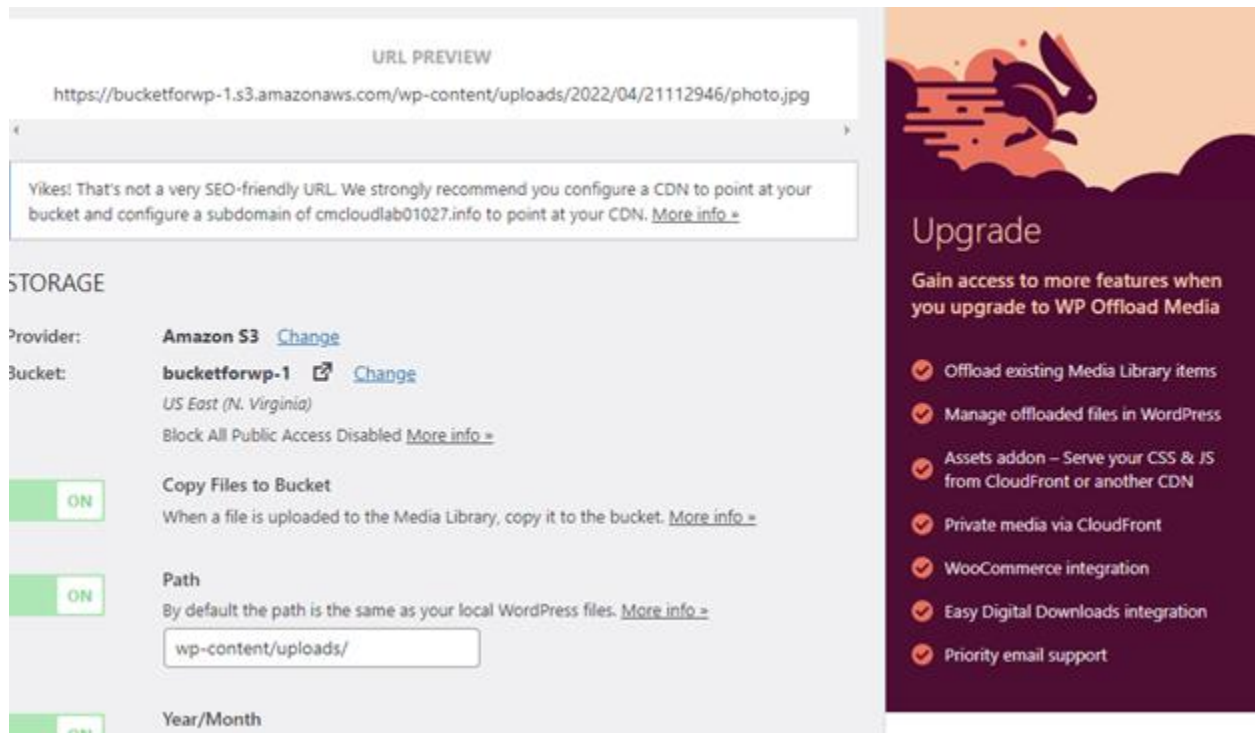 URL PREVIEW
https://bucketforwp-1.s3.amazonaws.com/wp-content/uploads/2022/04/21112946/photo.jpg
Yikes! That's not a very SEO-friendly URL. We strongly recommend you configure a CDN to point at your
bucket and configure a subdomain of cmcloudlab01027.info to point at your CDN. More info »
STORAGE
Provider:
Amazon S3 Change
Bucket:
bucketforwp-1 Change
US East (N. Virginia)
Block All Public Access Disabled More info »
ON
Copy Files to Bucket
When a file is uploaded to the Media Library, copy it to the bucket. More info »
ON
Path
By default the path is the same as your local WordPress files. More info »
wp-content/uploads/
Year/Month
ON
Upgrade
Gain access to more features when
you upgrade to WP Offload Media
Offload existing Media Library items
Manage offloaded files in WordPress
Assets addon – Serve your CSS & JS
from CloudFront or another CDN
Private media via CloudFront
WooCommerce integration
Easy Digital Downloads integration
Priority email support